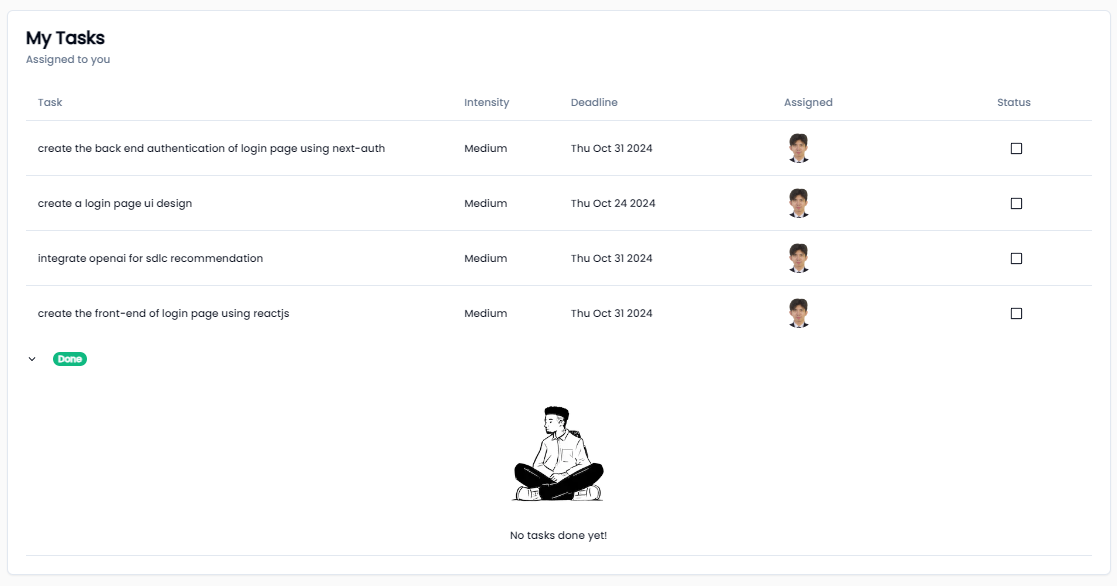 My Tasks
Assigned to you
Task Intensity Deadline Assigned Status
create the back end authentication of login page using next-auth Medium Thu Oct 31 2024
create a login page ui design Medium Thu Oct 24 2024
integrate openai for sdlc recommendation Medium Thu Oct 31 2024
create the front-end of login page using reactjs Medium Thu Oct 31 2024
Done
No tasks done yet!